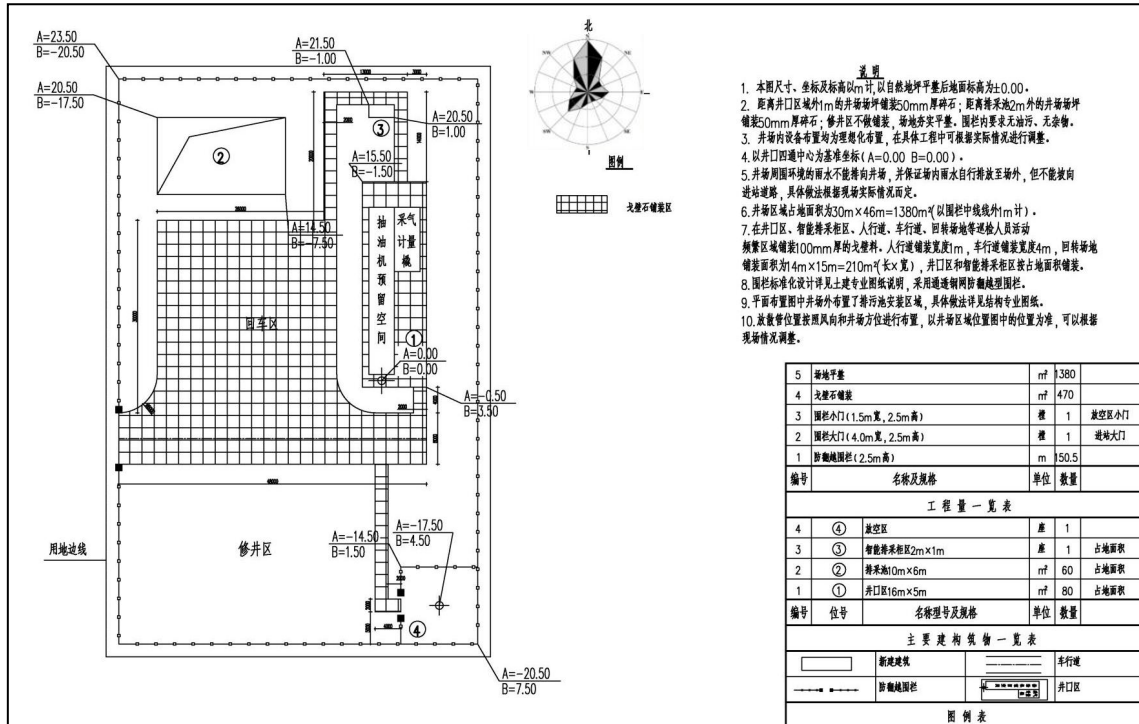 A=23.50
B=-20.50
A=20.50
B=-17.50
A=21.50
B=-1.00
A=20.50
B=1.00
A=15.50
B=-1.50
A=14.50
B=-7.50
②
③
抽油机预留空间
采气计量橇
回车区
①
A=0.00
B=0.00
A=-0.50
B=3.50
用地边线
修井区
A=-14.50
B=1.50
A=-17.50
B=4.50
④
A=-20.50
B=7.50
北
图例
戈壁石铺装区
说明
1. 本图尺寸、坐标及标高以m计,以自然地坪平整后地面标高为±0.00。
2. 距离井口区域外1m的井场场坪铺装50mm厚碎石; 距离排采池2m外的井场场坪
铺装50mm厚碎石; 修井区不做铺装, 场地夯实平整。围栏内要求无油污、无杂物。
3. 井场内设备布置均为理想化布置, 在具体工程中可根据实际情况进行调整。
4. 以井口四通中心为基准坐标(A=0.00 B=0.00)。
5. 井场周围环境的雨水不能排向井场, 并保证场内雨水自行排放至场外, 但不能坡向
进站道路, 具体做法根据现场实际情况而定。
6. 井场区域占地面积为30m×46m=1380m²(以围栏中线线外1m计)。
7. 在井口区、智能排采柜区、人行道、车行道、回转场地等巡检人员活动
频繁区域铺装100mm厚的戈壁料。人行道铺装宽度1m, 车行道铺装宽度4m, 回转场地
铺装面积为14m×15m=210m²(长×宽), 井口区和智能排采柜区按占地面积铺装。
8. 围栏标准化设计详见土建专业图纸说明, 采用通透钢网防翻越型围栏。
9. 平面布置图中井场外布置了排污池安装区域, 具体做法详见结构专业图纸。
10. 放散管位置按照风向和井场方位进行布置, 以井场区域位置图中的位置为准, 可以根据
现场情况调整。
5 场地平整 m² 1380
4 戈壁石铺装 m² 470
3 围栏小门(1.5m宽, 2.5m高) 樘 1 放空区小门
2 围栏大门(4.0m宽, 2.5m高) 樘 1 进站大门
1 防翻越围栏(2.5m高) m 150.5
编号 名称及规格 单位 数量
工程量一览表
4 ④ 放空区 座 1
3 ③ 智能排采柜区2m×1m 座 1 占地面积
2 ② 排采池10m×6m m² 60 占地面积
1 ① 井口区16m×5m m² 80 占地面积
编号 位号 名称型号及规格 单位 数量
主要建构筑物一览表
新建建筑 车行道
防翻越围栏 井口区
图例表